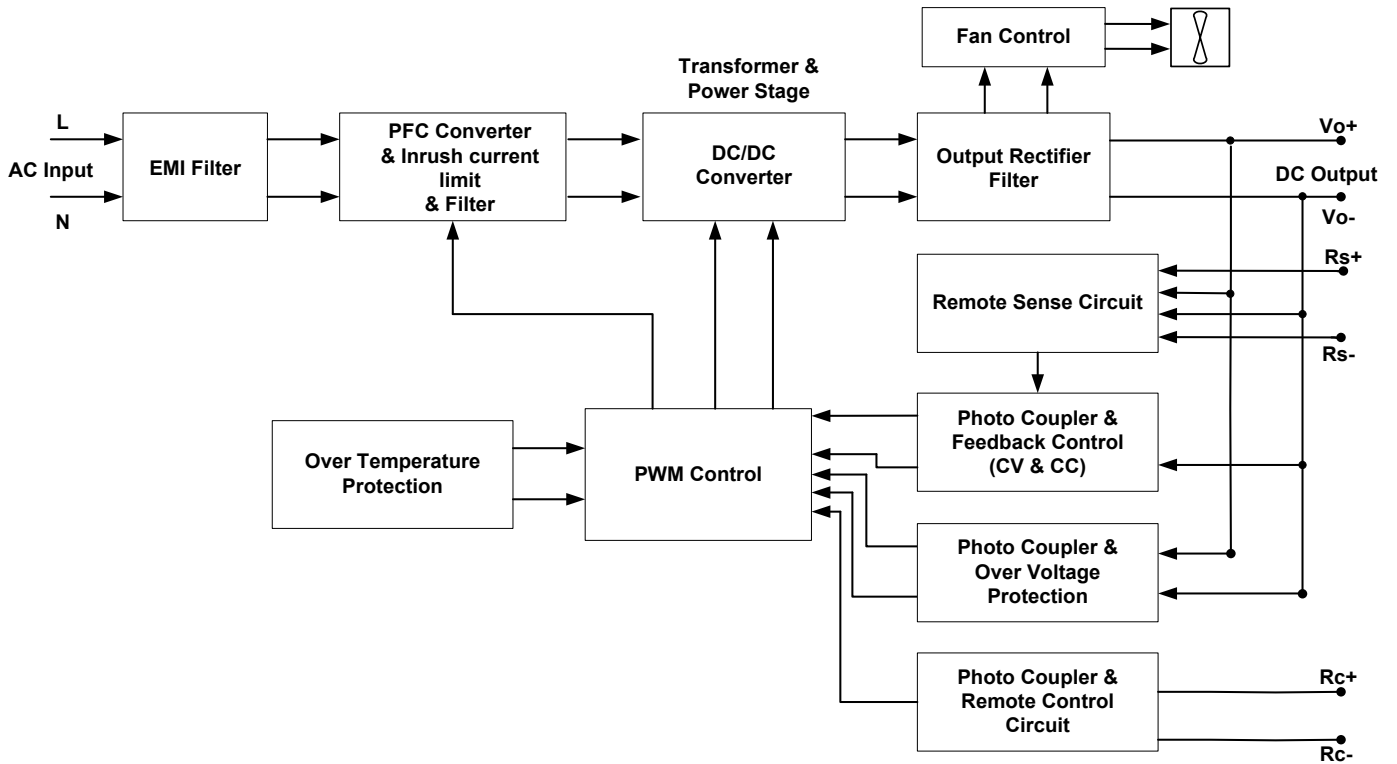 Fan Control
Transformer &
Power Stage
L
AC Input
N
EMI Filter
PFC Converter
& Inrush current
limit
& Filter
DC/DC
Converter
Output Rectifier
Filter
Vo+
DC Output
Vo-
Rs+
Remote Sense Circuit
Rs-
Over Temperature
Protection
PWM Control
Photo Coupler &
Feedback Control
(CV & CC)
Photo Coupler &
Over Voltage
Protection
Photo Coupler &
Remote Control
Circuit
Rc+
Rc-